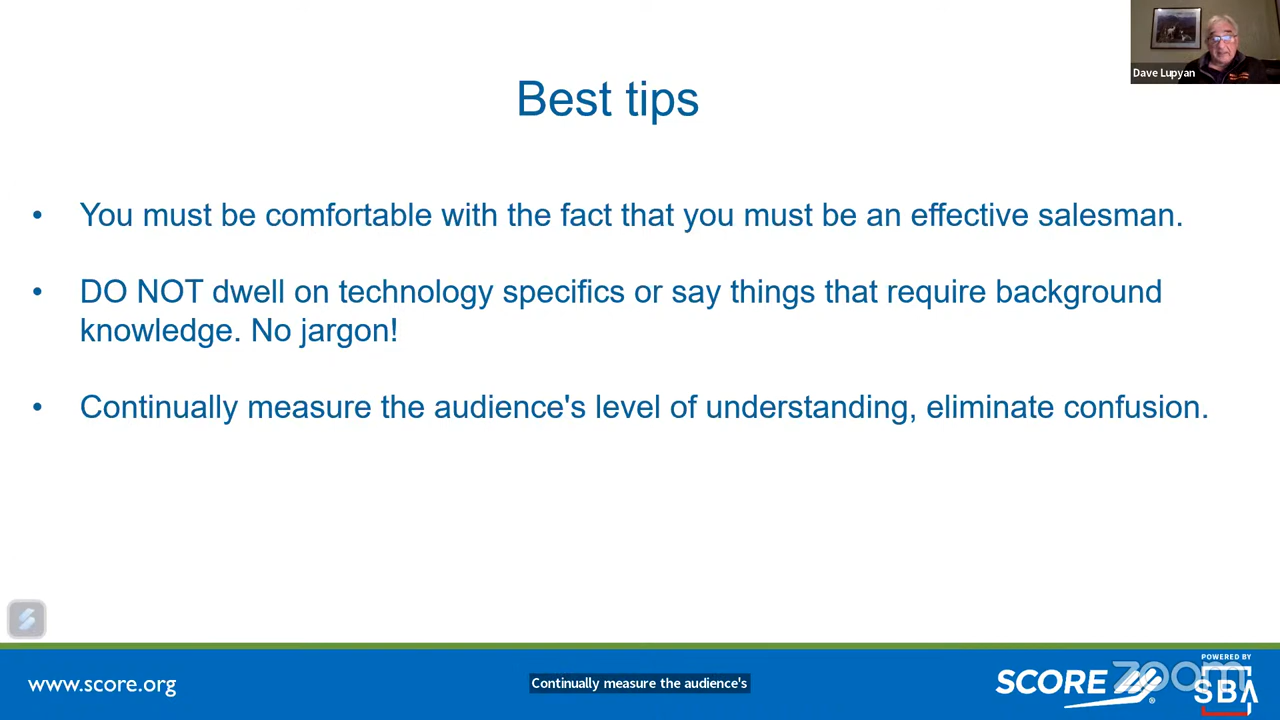 Dave Lupyan
Best tips
• You must be comfortable with the fact that you must be an effective salesman.
• DO NOT dwell on technology specifics or say things that require background
knowledge. No jargon!
• Continually measure the audience's level of understanding, eliminate confusion.
www.score.org
Continually measure the audience's
SCORE
®
zoom
POWERED BY
SBA